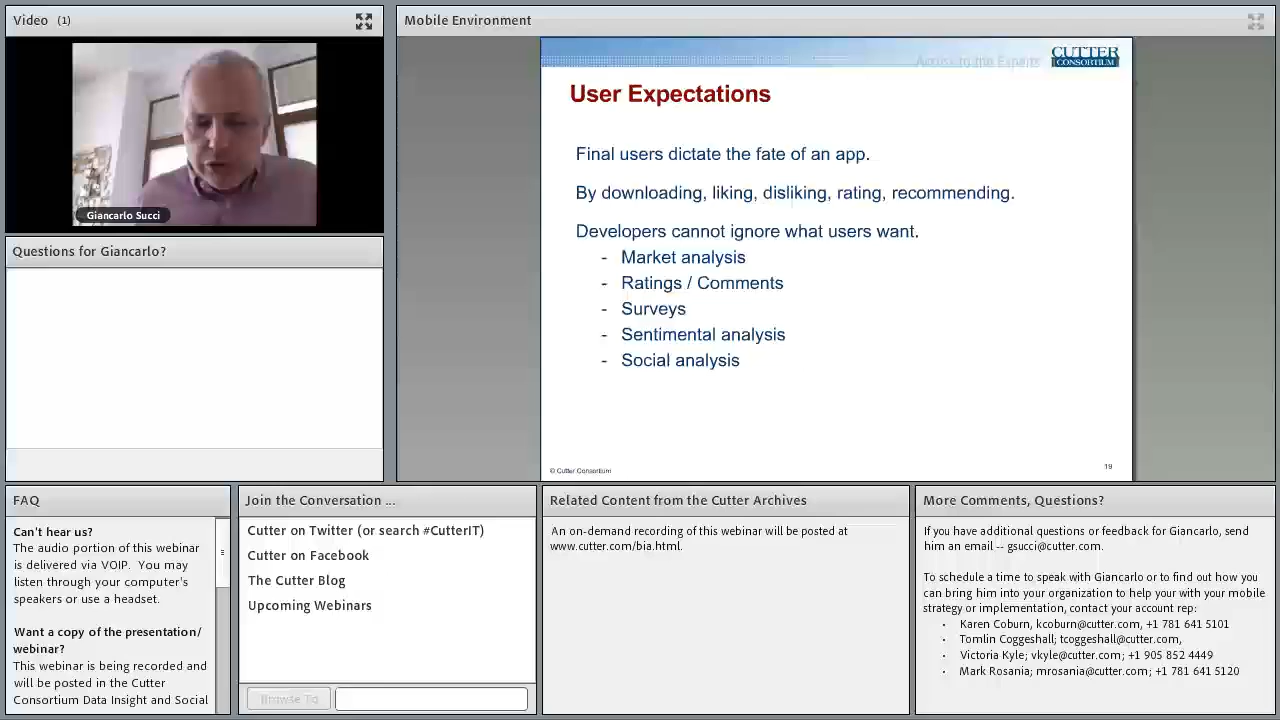 Video (1)
Giancarlo Succi
Questions for Giancarlo?
Mobile Environment
Access to the Experts
CUTTER
CONSORTIUM
User Expectations
Final users dictate the fate of an app.
By downloading, liking, disliking, rating, recommending.
Developers cannot ignore what users want.
- Market analysis
- Ratings / Comments
- Surveys
- Sentimental analysis
- Social analysis
© Cutter Consortium
19
FAQ
Can't hear us?
The audio portion of this webinar
is delivered via VOIP. You may
listen through your computer's
speakers or use a headset.
Want a copy of the presentation/
webinar?
This webinar is being recorded and
will be posted in the Cutter
Consortium Data Insight and Social
Join the Conversation ...
Cutter on Twitter (or search #CutterIT)
Cutter on Facebook
The Cutter Blog
Upcoming Webinars
Browse To
Related Content from the Cutter Archives
An on-demand recording of this webinar will be posted at
www.cutter.com/bia.html.
More Comments, Questions?
If you have additional questions or feedback for Giancarlo, send
him an email -- gsucci@cutter.com.
To schedule a time to speak with Giancarlo or to find out how you
can bring him into your organization to help your with your mobile
strategy or implementation, contact your account rep:
• Karen Coburn, kcoburn@cutter.com, +1 781 641 5101
• Tomlin Coggeshall; tcoggeshall@cutter.com,
• Victoria Kyle; vkyle@cutter.com; +1 905 852 4449
• Mark Rosania; mrosania@cutter.com; +1 781 641 5120